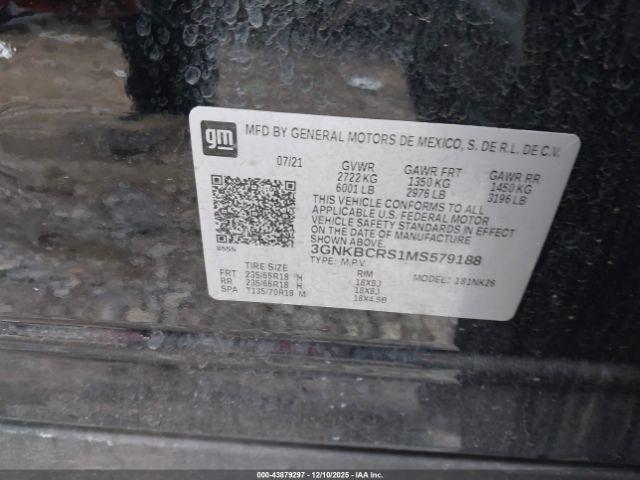 gm
MFD BY GENERAL MOTORS DE MEXICO, S. DE R.L. DE C.V.
07/21 GVWR GAWR FRT GAWR RR
2722 KG 1350 KG 1450 KG
6001 LB 2976 LB 3196 LB
THIS VEHICLE CONFORMS TO ALL
APPLICABLE U.S. FEDERAL MOTOR
VEHICLE SAFETY STANDARDS IN EFFECT
ON THE DATE OF MANUFACTURE SHOWN ABOVE.
3GNKBCRS1MS579188
TYPE: M.P.V. MODEL: 181NK26
TIRE SIZE RIM
FRT 235/65R18 H 18X8J
RR 235/65R18 H 18X8J
SPA T135/70R18 M 18X4.5B
000-43879297 - 12/10/2025 - IAA Inc.